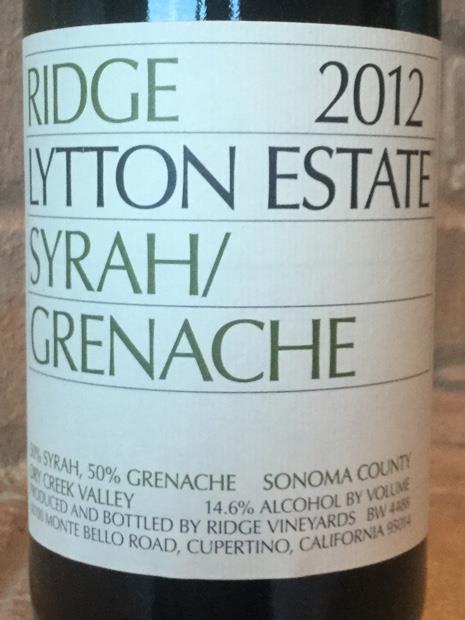 RIDGE 2012
LYTTON ESTATE
SYRAH/
GRENACHE
50% SYRAH, 50% GRENACHE SONOMA COUNTY
DRY CREEK VALLEY 14.6% ALCOHOL BY VOLUME
PRODUCED AND BOTTLED BY RIDGE VINEYARDS BW 4488
MONTE BELLO ROAD, CUPERTINO, CALIFORNIA 95014